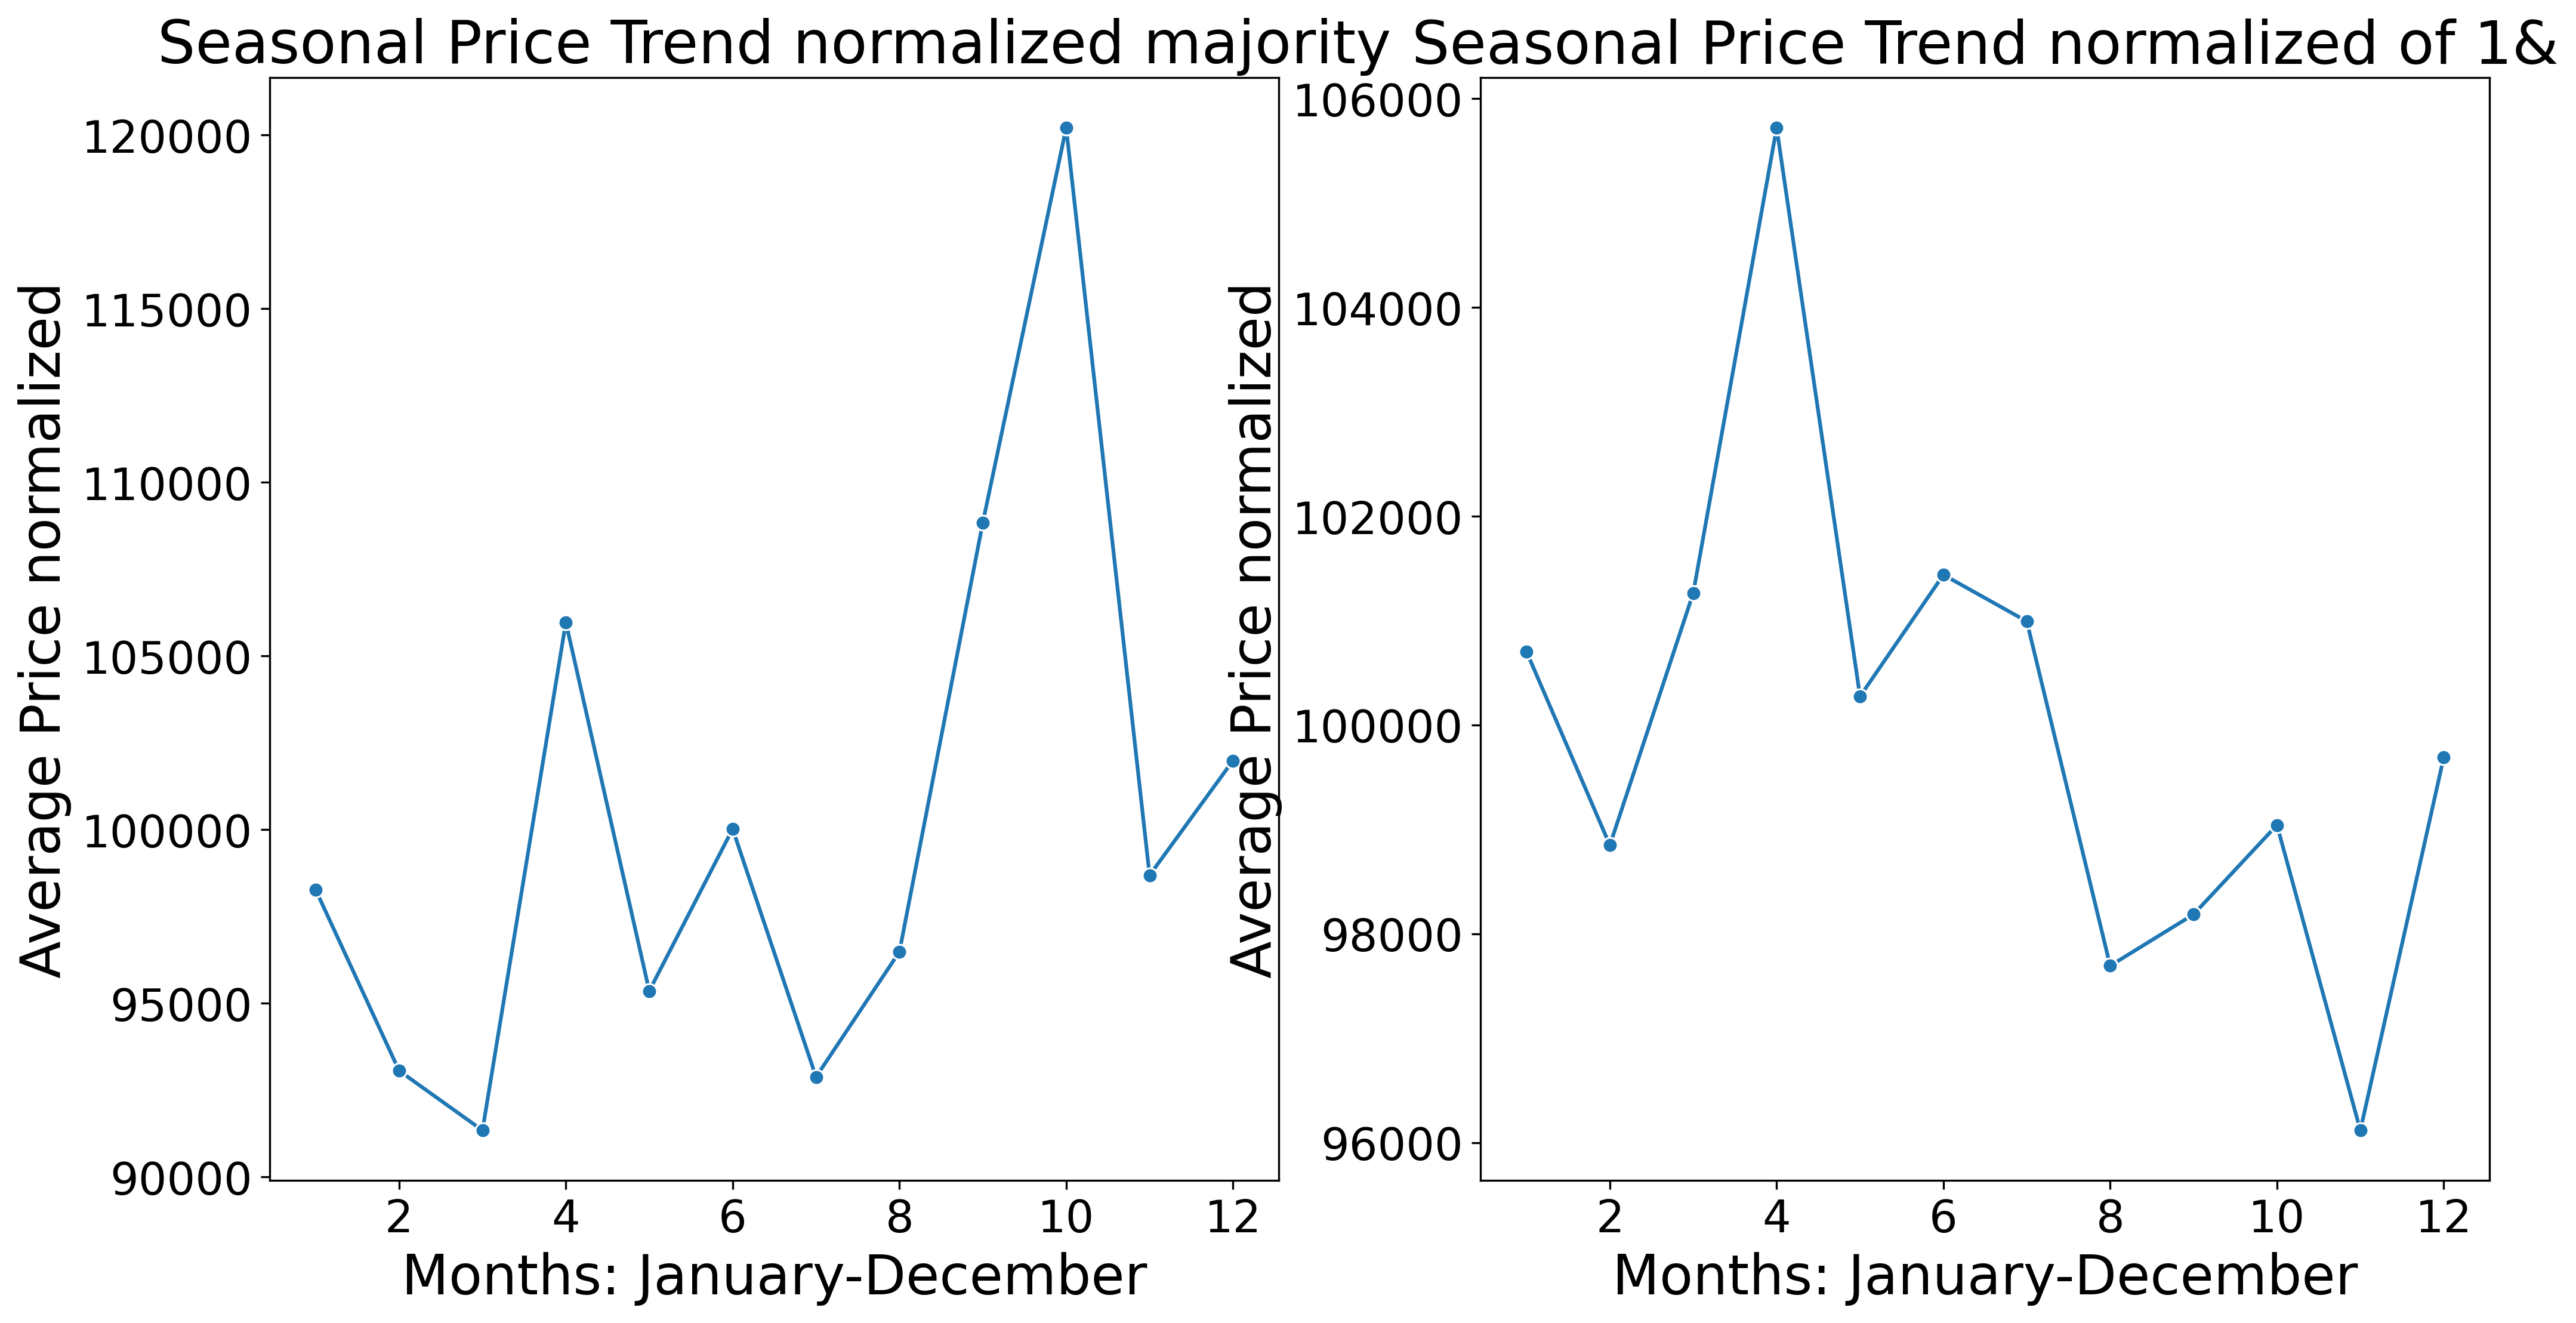 Seasonal Price Trend normalized majority
Average Price normalized
120000
115000
110000
105000
100000
95000
90000
2 4 6 8 10 12
Months: January-December
Seasonal Price Trend normalized of 1&
Average Price normalized
106000
104000
102000
100000
98000
96000
2 4 6 8 10 12
Months: January-December